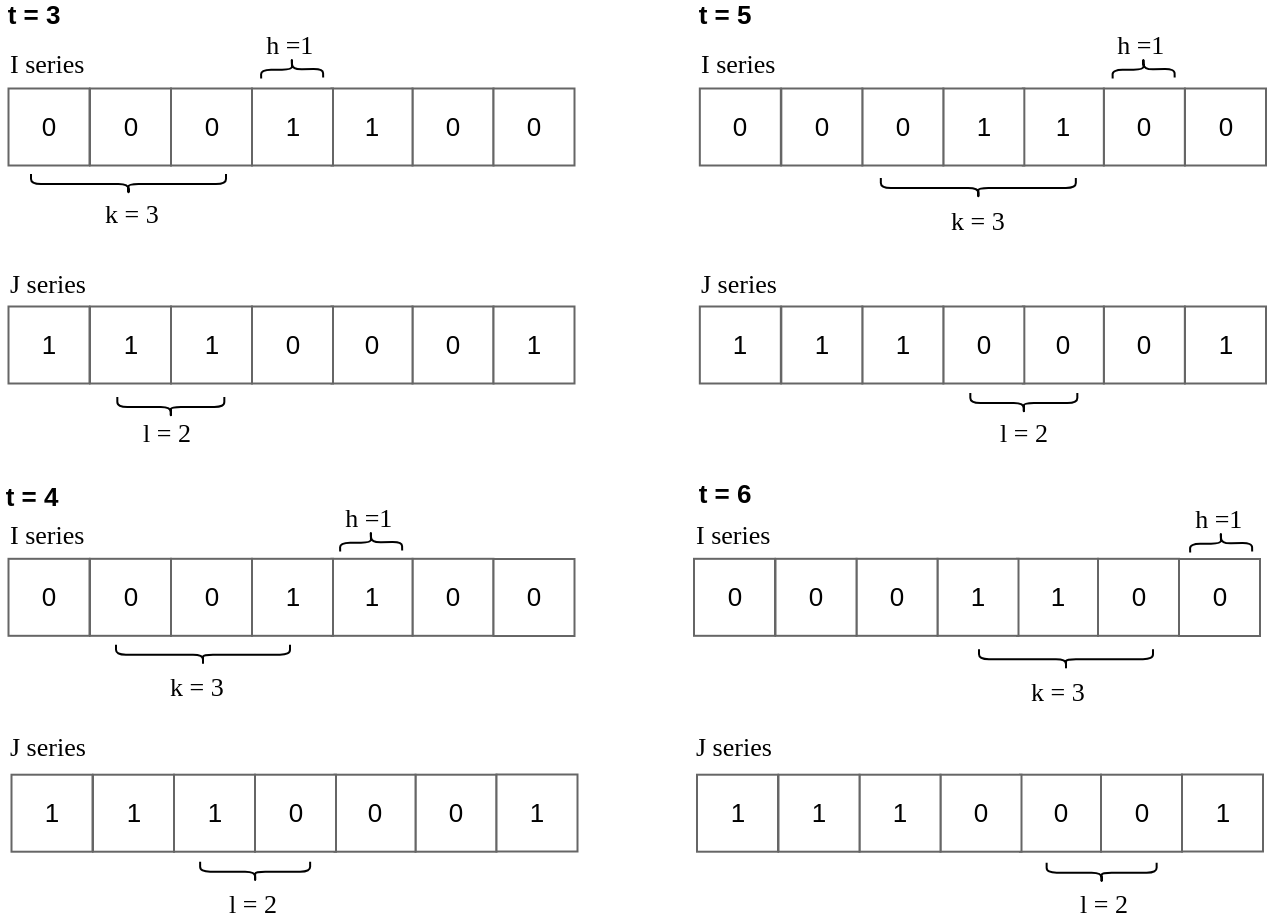 t = 3
h =1
I series
0 0 0 1 1 0 0
k = 3
J series
1 1 1 0 0 0 1
l = 2
t = 5
h =1
I series
0 0 0 1 1 0 0
k = 3
J series
1 1 1 0 0 0 1
l = 2
t = 4
h =1
I series
0 0 0 1 1 0 0
k = 3
J series
1 1 1 0 0 0 1
l = 2
t = 6
h =1
I series
0 0 0 1 1 0 0
k = 3
J series
1 1 1 0 0 0 1
l = 2